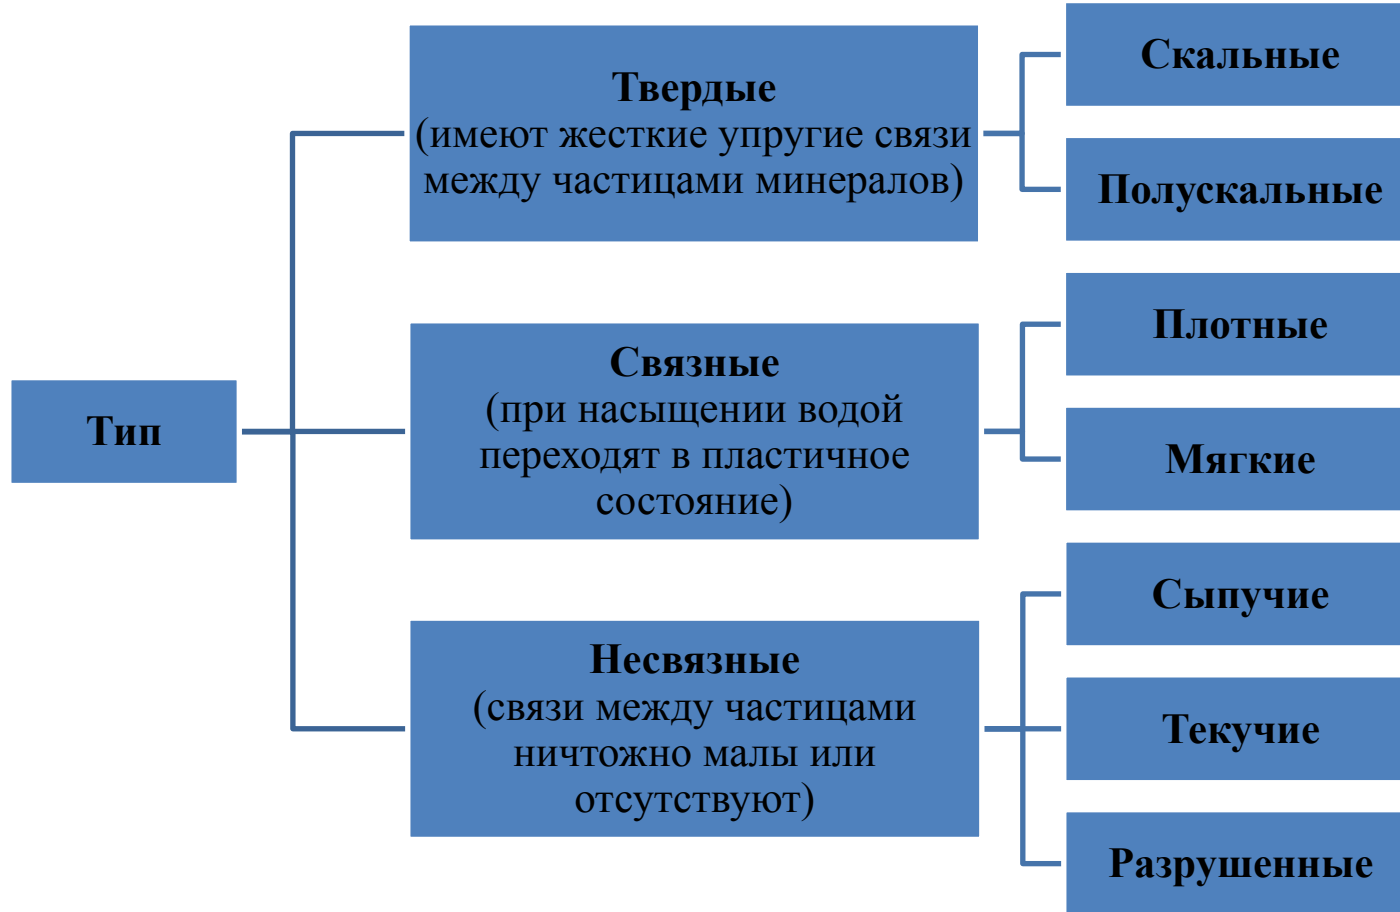 Тип
Твердые
(имеют жесткие упругие связи
между частицами минералов)
Скальные
Полускальные
Связные
(при насыщении водой
переходят в пластичное
состояние)
Плотные
Мягкие
Несвязные
(связи между частицами
ничтожно малы или
отсутствуют)
Сыпучие
Текучие
Разрушенные